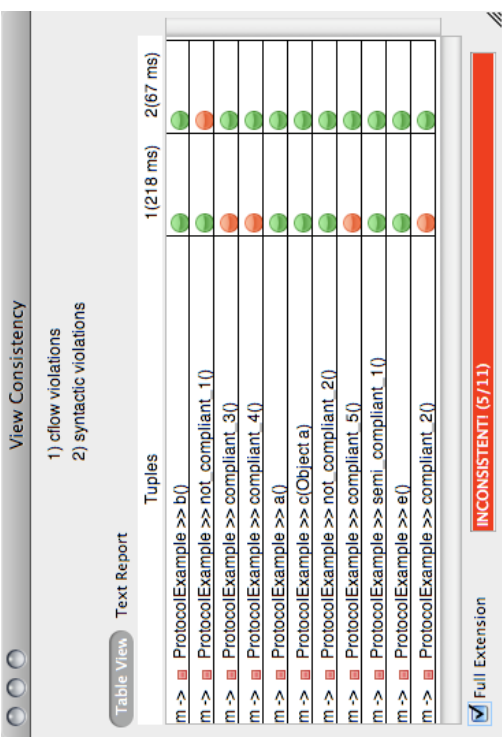 View Consistency
1) cflow violations
2) syntactic violations
Table View Text Report
Tuples 1(218 ms) 2(67 ms)
m -> ProtocolExample >> b()
m -> ProtocolExample >> not_compliant_1()
m -> ProtocolExample >> compliant_3()
m -> ProtocolExample >> compliant_4()
m -> ProtocolExample >> a()
m -> ProtocolExample >> c(Object a)
m -> ProtocolExample >> not_compliant_2()
m -> ProtocolExample >> compliant_5()
m -> ProtocolExample >> semi_compliant_1()
m -> ProtocolExample >> e()
m -> ProtocolExample >> compliant_2()
Full Extension INCONSISTENT! (5/11)